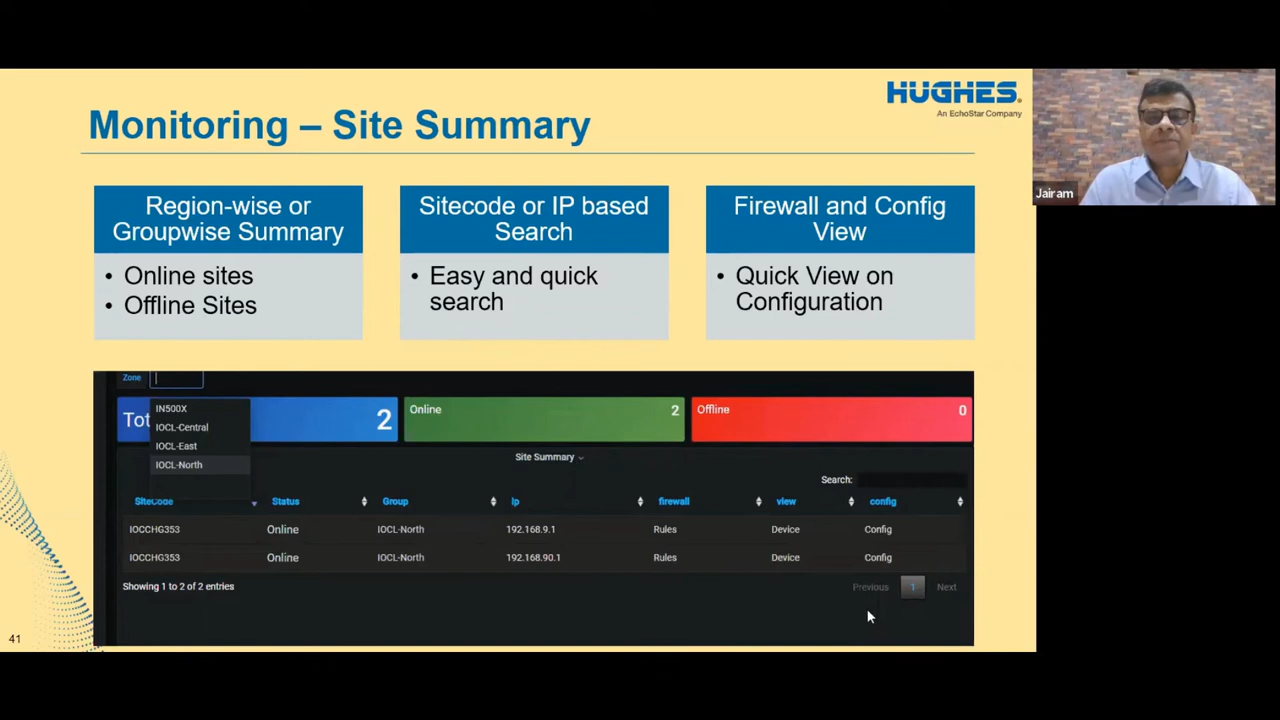 HUGHES
An EchoStar Company
Monitoring – Site Summary
Region-wise or
Groupwise Summary
• Online sites
• Offline Sites
Sitecode or IP based
Search
• Easy and quick
search
Firewall and Config
View
• Quick View on
Configuration
Jairam
Zone
IN500X
IOCL-Central
IOCL-East
IOCL-North
Tot 2
Online 2
Offline 0
Site Summary
Search:
SiteCode Status Group Ip firewall view config
IOCCHG353 Online IOCL-North 192.168.9.1 Rules Device Config
IOCCHG353 Online IOCL-North 192.168.90.1 Rules Device Config
Showing 1 to 2 of 2 entries Previous 1 Next
41